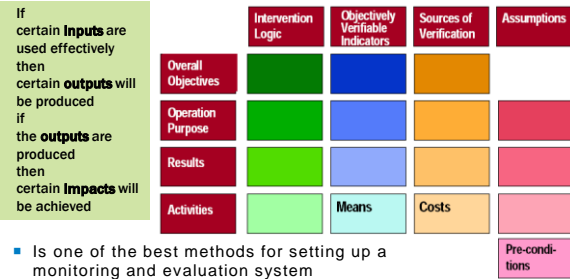 If
certain Inputs are
used effectively
then
certain outputs will
be produced
if
the outputs are
produced
then
certain Impacts will
be achieved
Intervention
Logic
Objectively
Verifiable
Indicators
Sources of
Verification
Assumptions
Overall
Objectives
Operation
Purpose
Results
Activities
Means
Costs
Pre-condi-
tions
Is one of the best methods for setting up a
monitoring and evaluation system